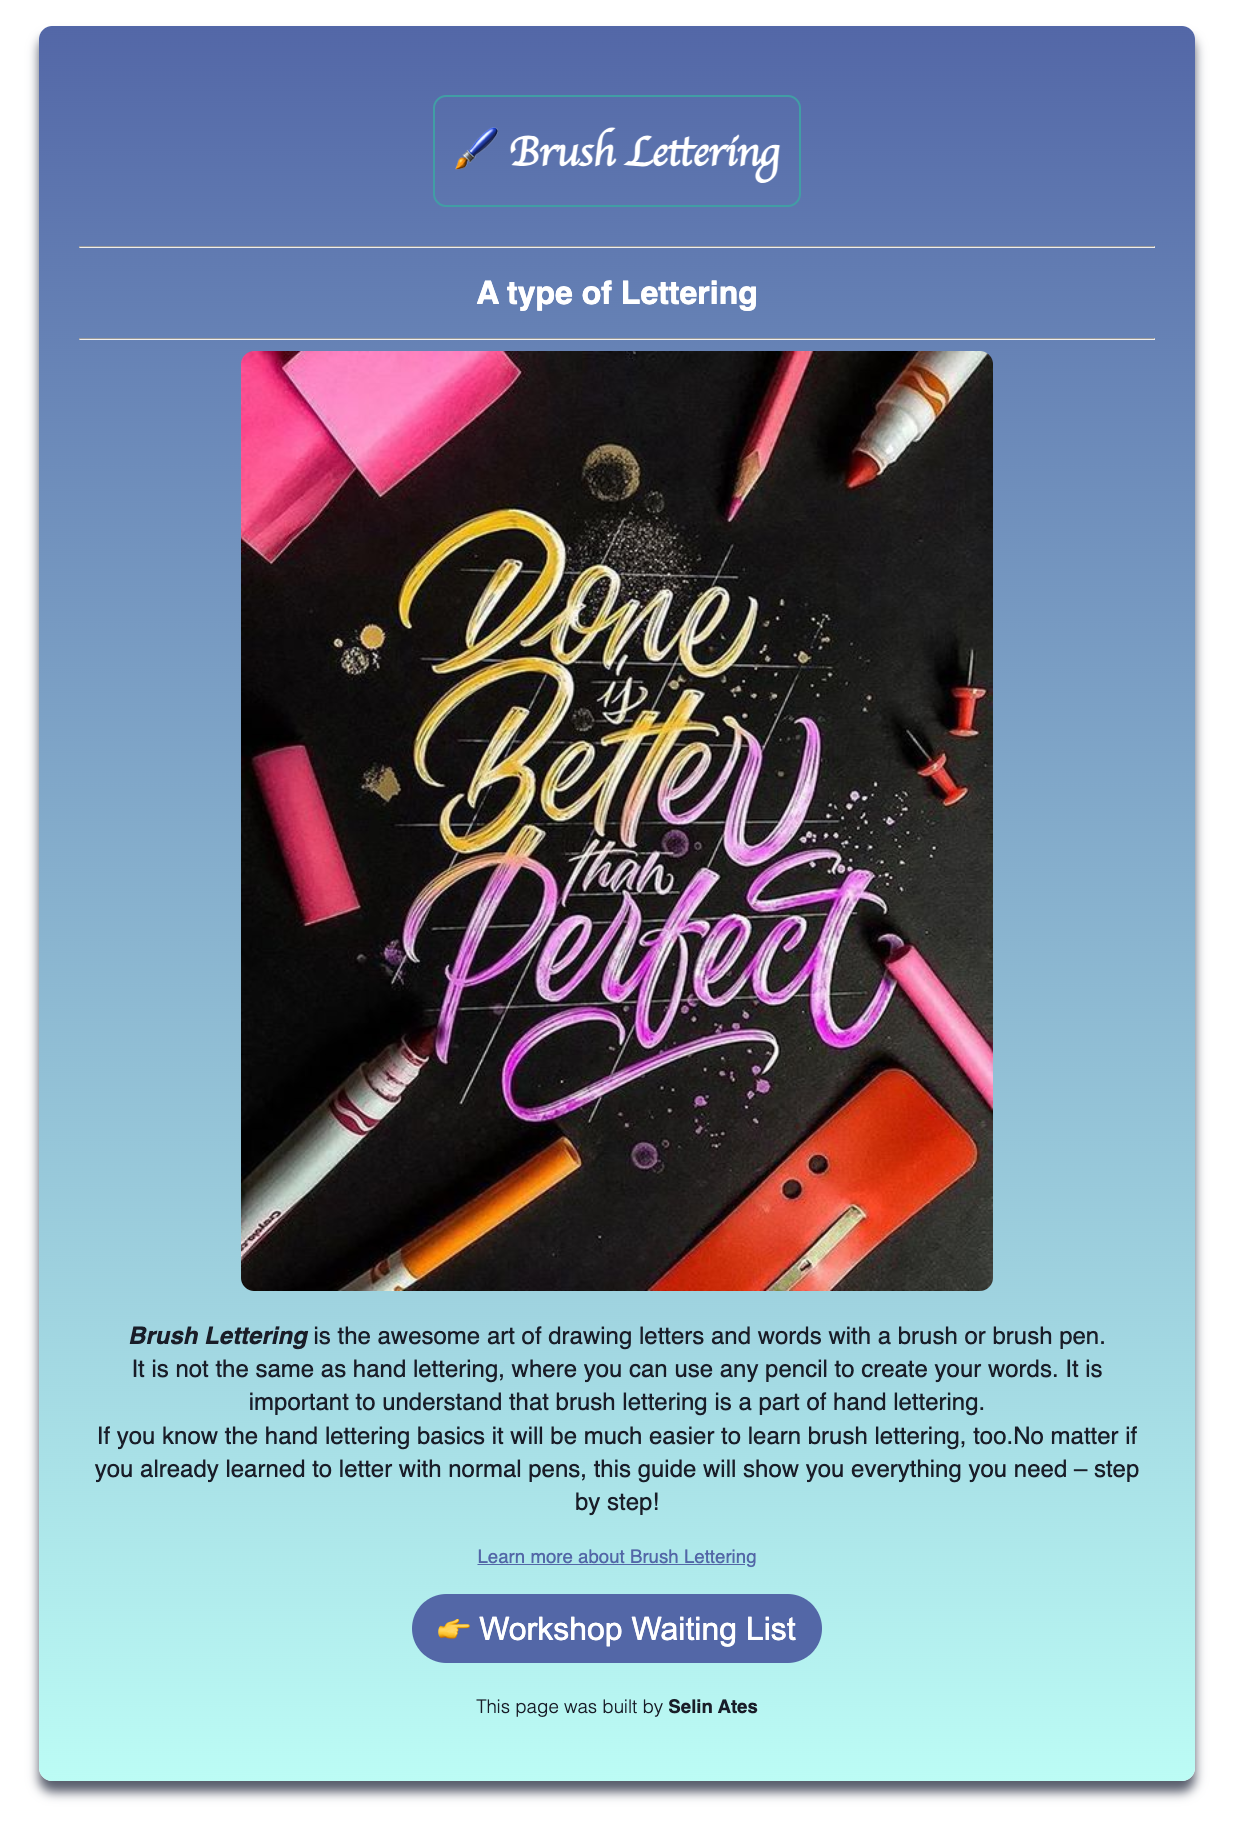 🖌️ Brush Lettering
A type of Lettering
Done
is
Better
than
Perfect
Brush Lettering is the awesome art of drawing letters and words with a brush or brush pen.
It is not the same as hand lettering, where you can use any pencil to create your words. It is
important to understand that brush lettering is a part of hand lettering.
If you know the hand lettering basics it will be much easier to learn brush lettering, too.No matter if
you already learned to letter with normal pens, this guide will show you everything you need – step
by step!
Learn more about Brush Lettering
👉 Workshop Waiting List
This page was built by Selin Ates